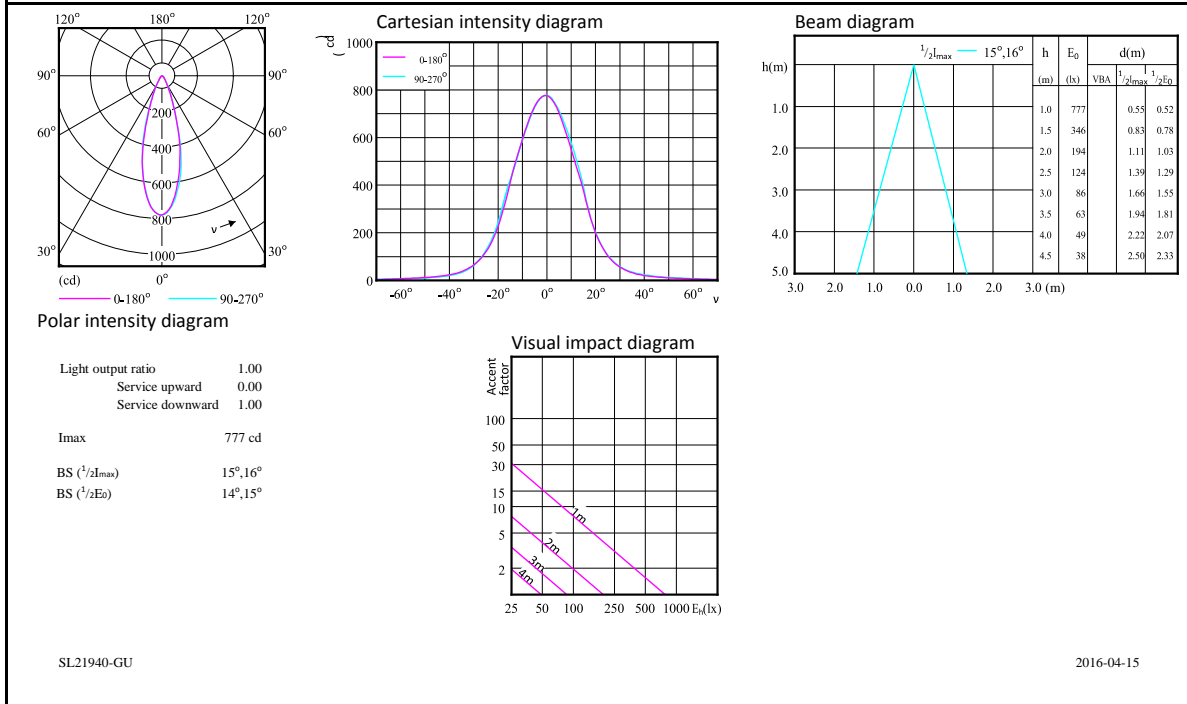 120° 180° 120°
90° 90°
60° 60°
30° 30°
200
400
600
800
1000
ν
(cd) 0°
0-180° 90-270°
Polar intensity diagram
Cartesian intensity diagram
(cd)
1000
800
600
400
200
0
0-180°
90-270°
-60° -40° -20° 0° 20° 40° 60° ν
Beam diagram
1/2Imax 15°,16°
h(m)
1.0
2.0
3.0
4.0
5.0
3.0 2.0 1.0 0.0 1.0 2.0 3.0 (m)
h E0 d(m)
(m) (lx) VBA 1/2Imax 1/2E0
1.0 777 0.55 0.52
1.5 346 0.83 0.78
2.0 194 1.11 1.03
2.5 124 1.39 1.29
3.0 86 1.66 1.55
3.5 63 1.94 1.81
4.0 49 2.22 2.07
4.5 38 2.50 2.33
Light output ratio 1.00
Service upward 0.00
Service downward 1.00
Imax 777 cd
BS (1/2Imax) 15°,16°
BS (1/2E0) 14°,15°
Visual impact diagram
Accent
factor
100
50
30
15
10
5
2
1m
2m
3m
4m
25 50 100 250 500 1000 Eh(lx)
SL21940-GU 2016-04-15